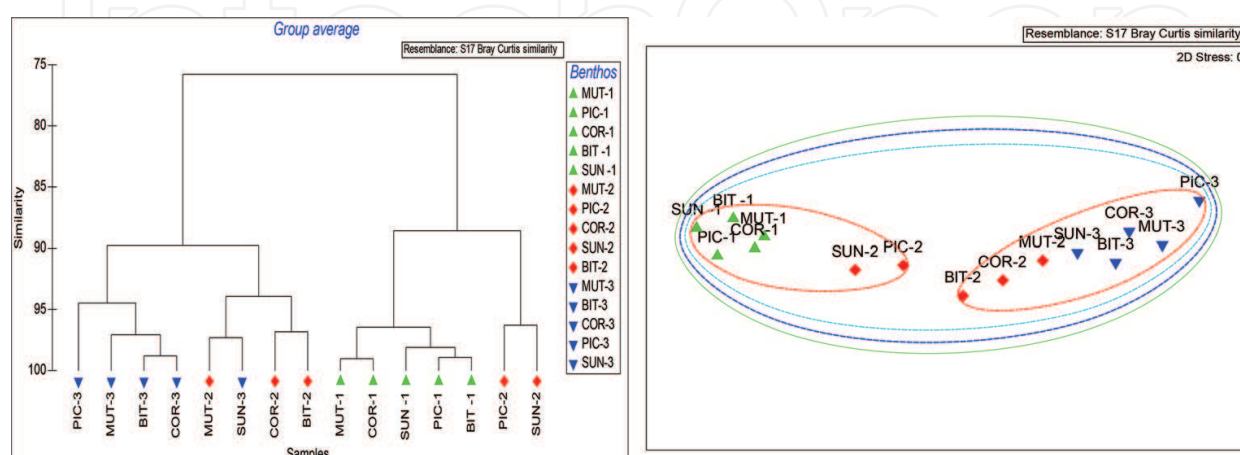 Group average
Resemblance: S17 Bray Curtis similarity
Similarity
75
80
85
90
95
100
PIC-3
MUT-3
BIT-3
COR-3
MUT-2
SUN-3
COR-2
BIT-2
MUT-1
COR-1
SUN -1
PIC-1
BIT -1
PIC-2
SUN-2
Samples
Benthos
MUT-1
PIC-1
COR-1
BIT -1
SUN -1
MUT-2
PIC-2
COR-2
SUN-2
BIT-2
MUT-3
BIT-3
COR-3
PIC-3
SUN-3
Resemblance: S17 Bray Curtis similarity
2D Stress: 0
PIC-3
BIT -1
SUN -1
MUT-1
COR-3
COR-1
MUT-3
PIC-1
SUN-3
MUT-2
BIT-3
SUN-2
PIC-2
COR-2
BIT-2